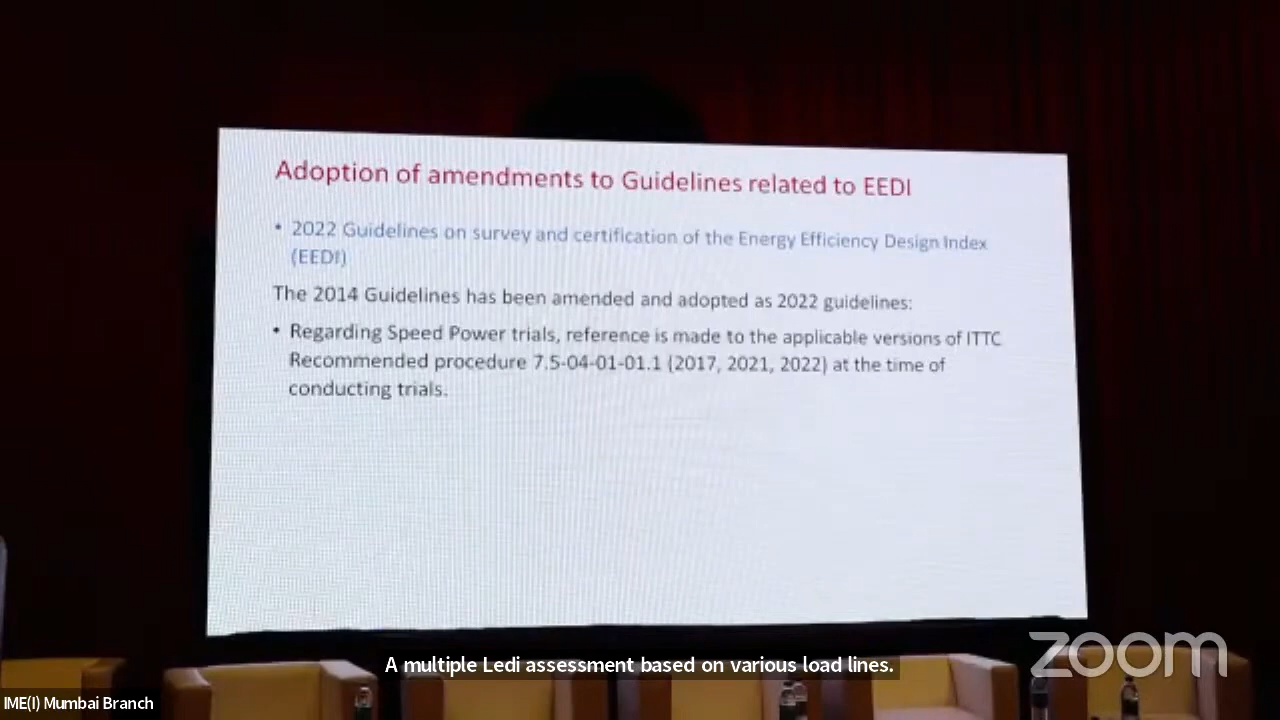 Adoption of amendments to Guidelines related to EEDI
• 2022 Guidelines on survey and certification of the Energy Efficiency Design Index
(EEDI)
The 2014 Guidelines has been amended and adopted as 2022 guidelines:
• Regarding Speed Power trials, reference is made to the applicable versions of ITTC
Recommended procedure 7.5-04-01-01.1 (2017, 2021, 2022) at the time of
conducting trials.
A multiple Ledi assessment based on various load lines.
zoom
IME(I) Mumbai Branch